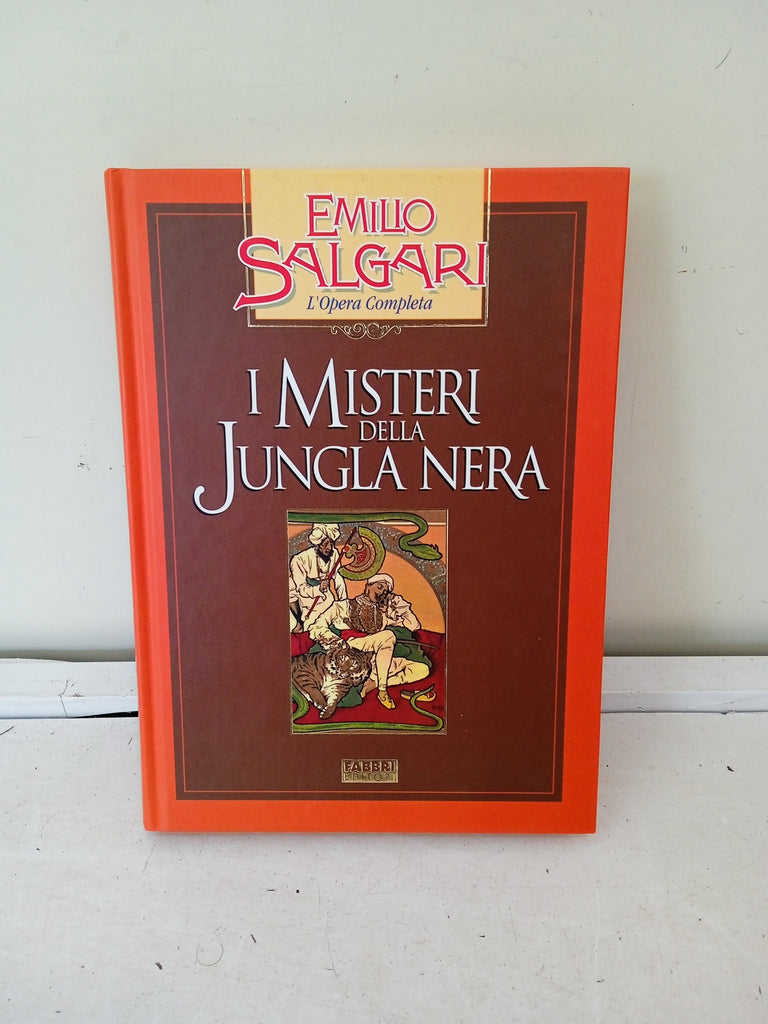 EMILIO
SALGARI
L'Opera Completa
I MISTERI
DELLA
JUNGLA NERA
FABBRI
EDITORI